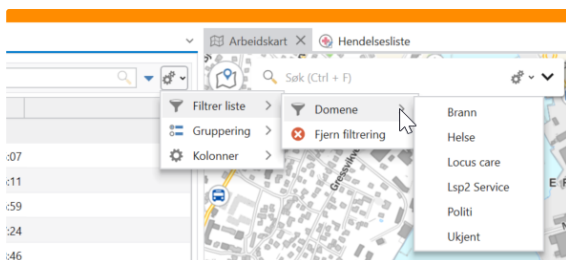 Arbeidskart
Hendelsesliste
Søk (Ctrl + F)
Filtrer liste
Gruppering
Kolonner
Domene
Fjern filtrering
Brann
Helse
Locus care
Lsp2 Service
Politi
Ukjent
:07
:11
:59
:24
:46
Gressvikve